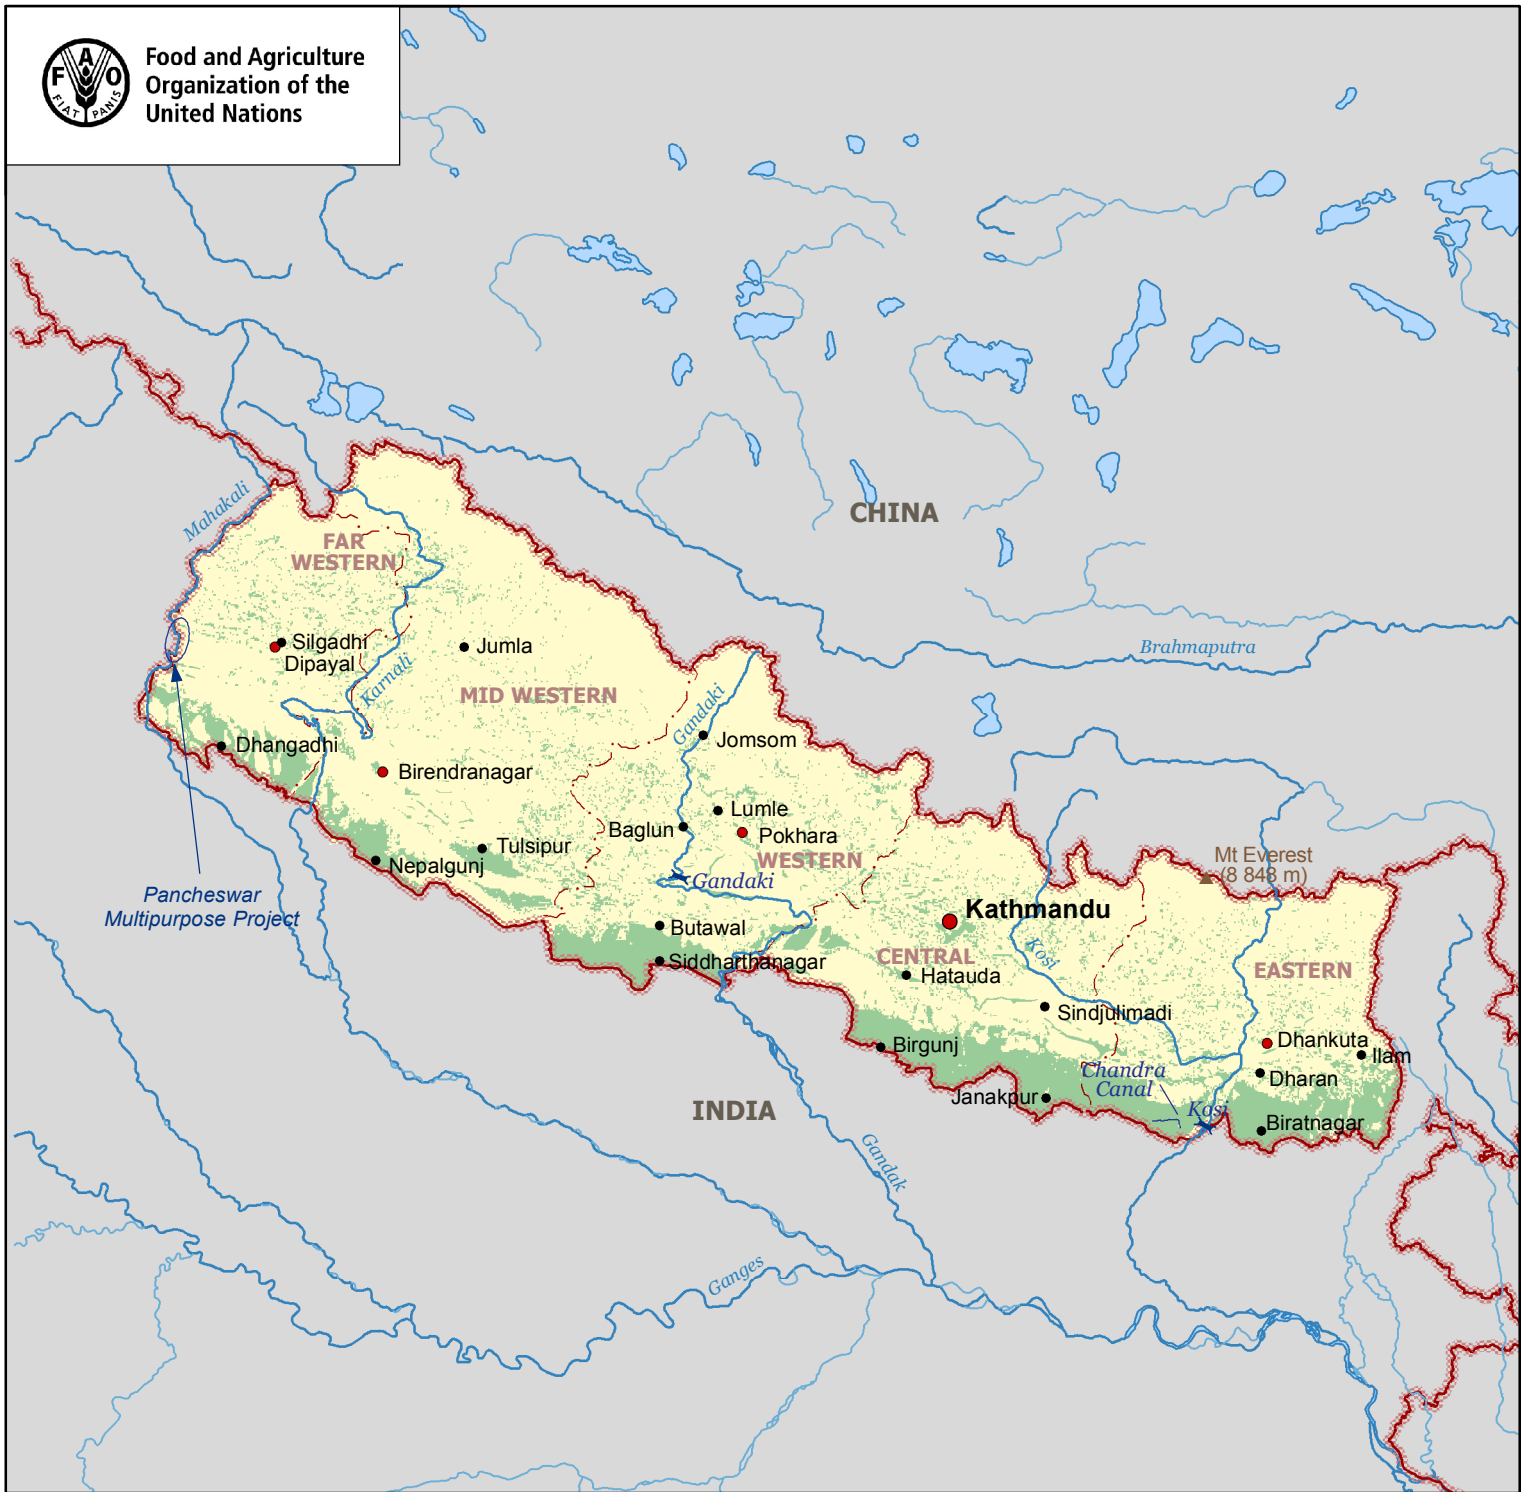 Food and Agriculture
Organization of the
United Nations
F A O
FIAT PANIS
Mahakali
FAR
WESTERN
CHINA
Silgadhi
Dipayal
Jumla
Karnali
Brahmaputra
MID WESTERN
Gandaki
Jomsom
Dhangadhi
Birendranagar
Lumle
Baglun
Pokhara
Tulsipur
WESTERN
Nepalgunj
Mt Everest
(8 848 m)
Gandaki
Pancheswar
Multipurpose Project
Kathmandu
Butawal
Kosi
CENTRAL
Siddharthanagar
EASTERN
Hatauda
Sindjulimadi
Birgunj
Dhankuta
Ilam
Chandra
Canal
Dharan
Janakpur
INDIA
Kosi
Biratnagar
Gandak
Ganges